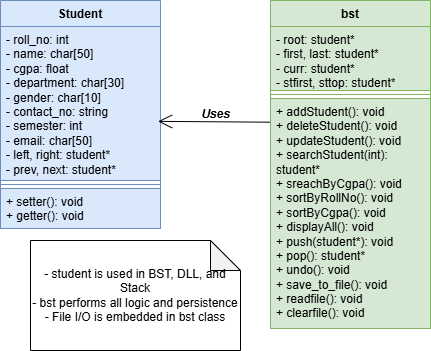 Student
- roll_no: int
- name: char[50]
- cgpa: float
- department: char[30]
- gender: char[10]
- contact_no: string
- semester: int
- email: char[50]
- left, right: student*
- prev, next: student*
+ setter(): void
+ getter(): void
Uses
bst
- root: student*
- first, last: student*
- curr: student*
- stfirst, sttop: student*
+ addStudent(): void
+ deleteStudent(): void
+ updateStudent(): void
+ searchStudent(int):
student*
+ sreachByCgpa(): void
+ sortByRollNo(): void
+ sortByCgpa(): void
+ displayAll(): void
+ push(student*): void
+ pop(): student*
+ undo(): void
+ save_to_file(): void
+ readfile(): void
+ clearfile(): void
- student is used in BST, DLL, and
Stack
- bst performs all logic and persistence
- File I/O is embedded in bst class